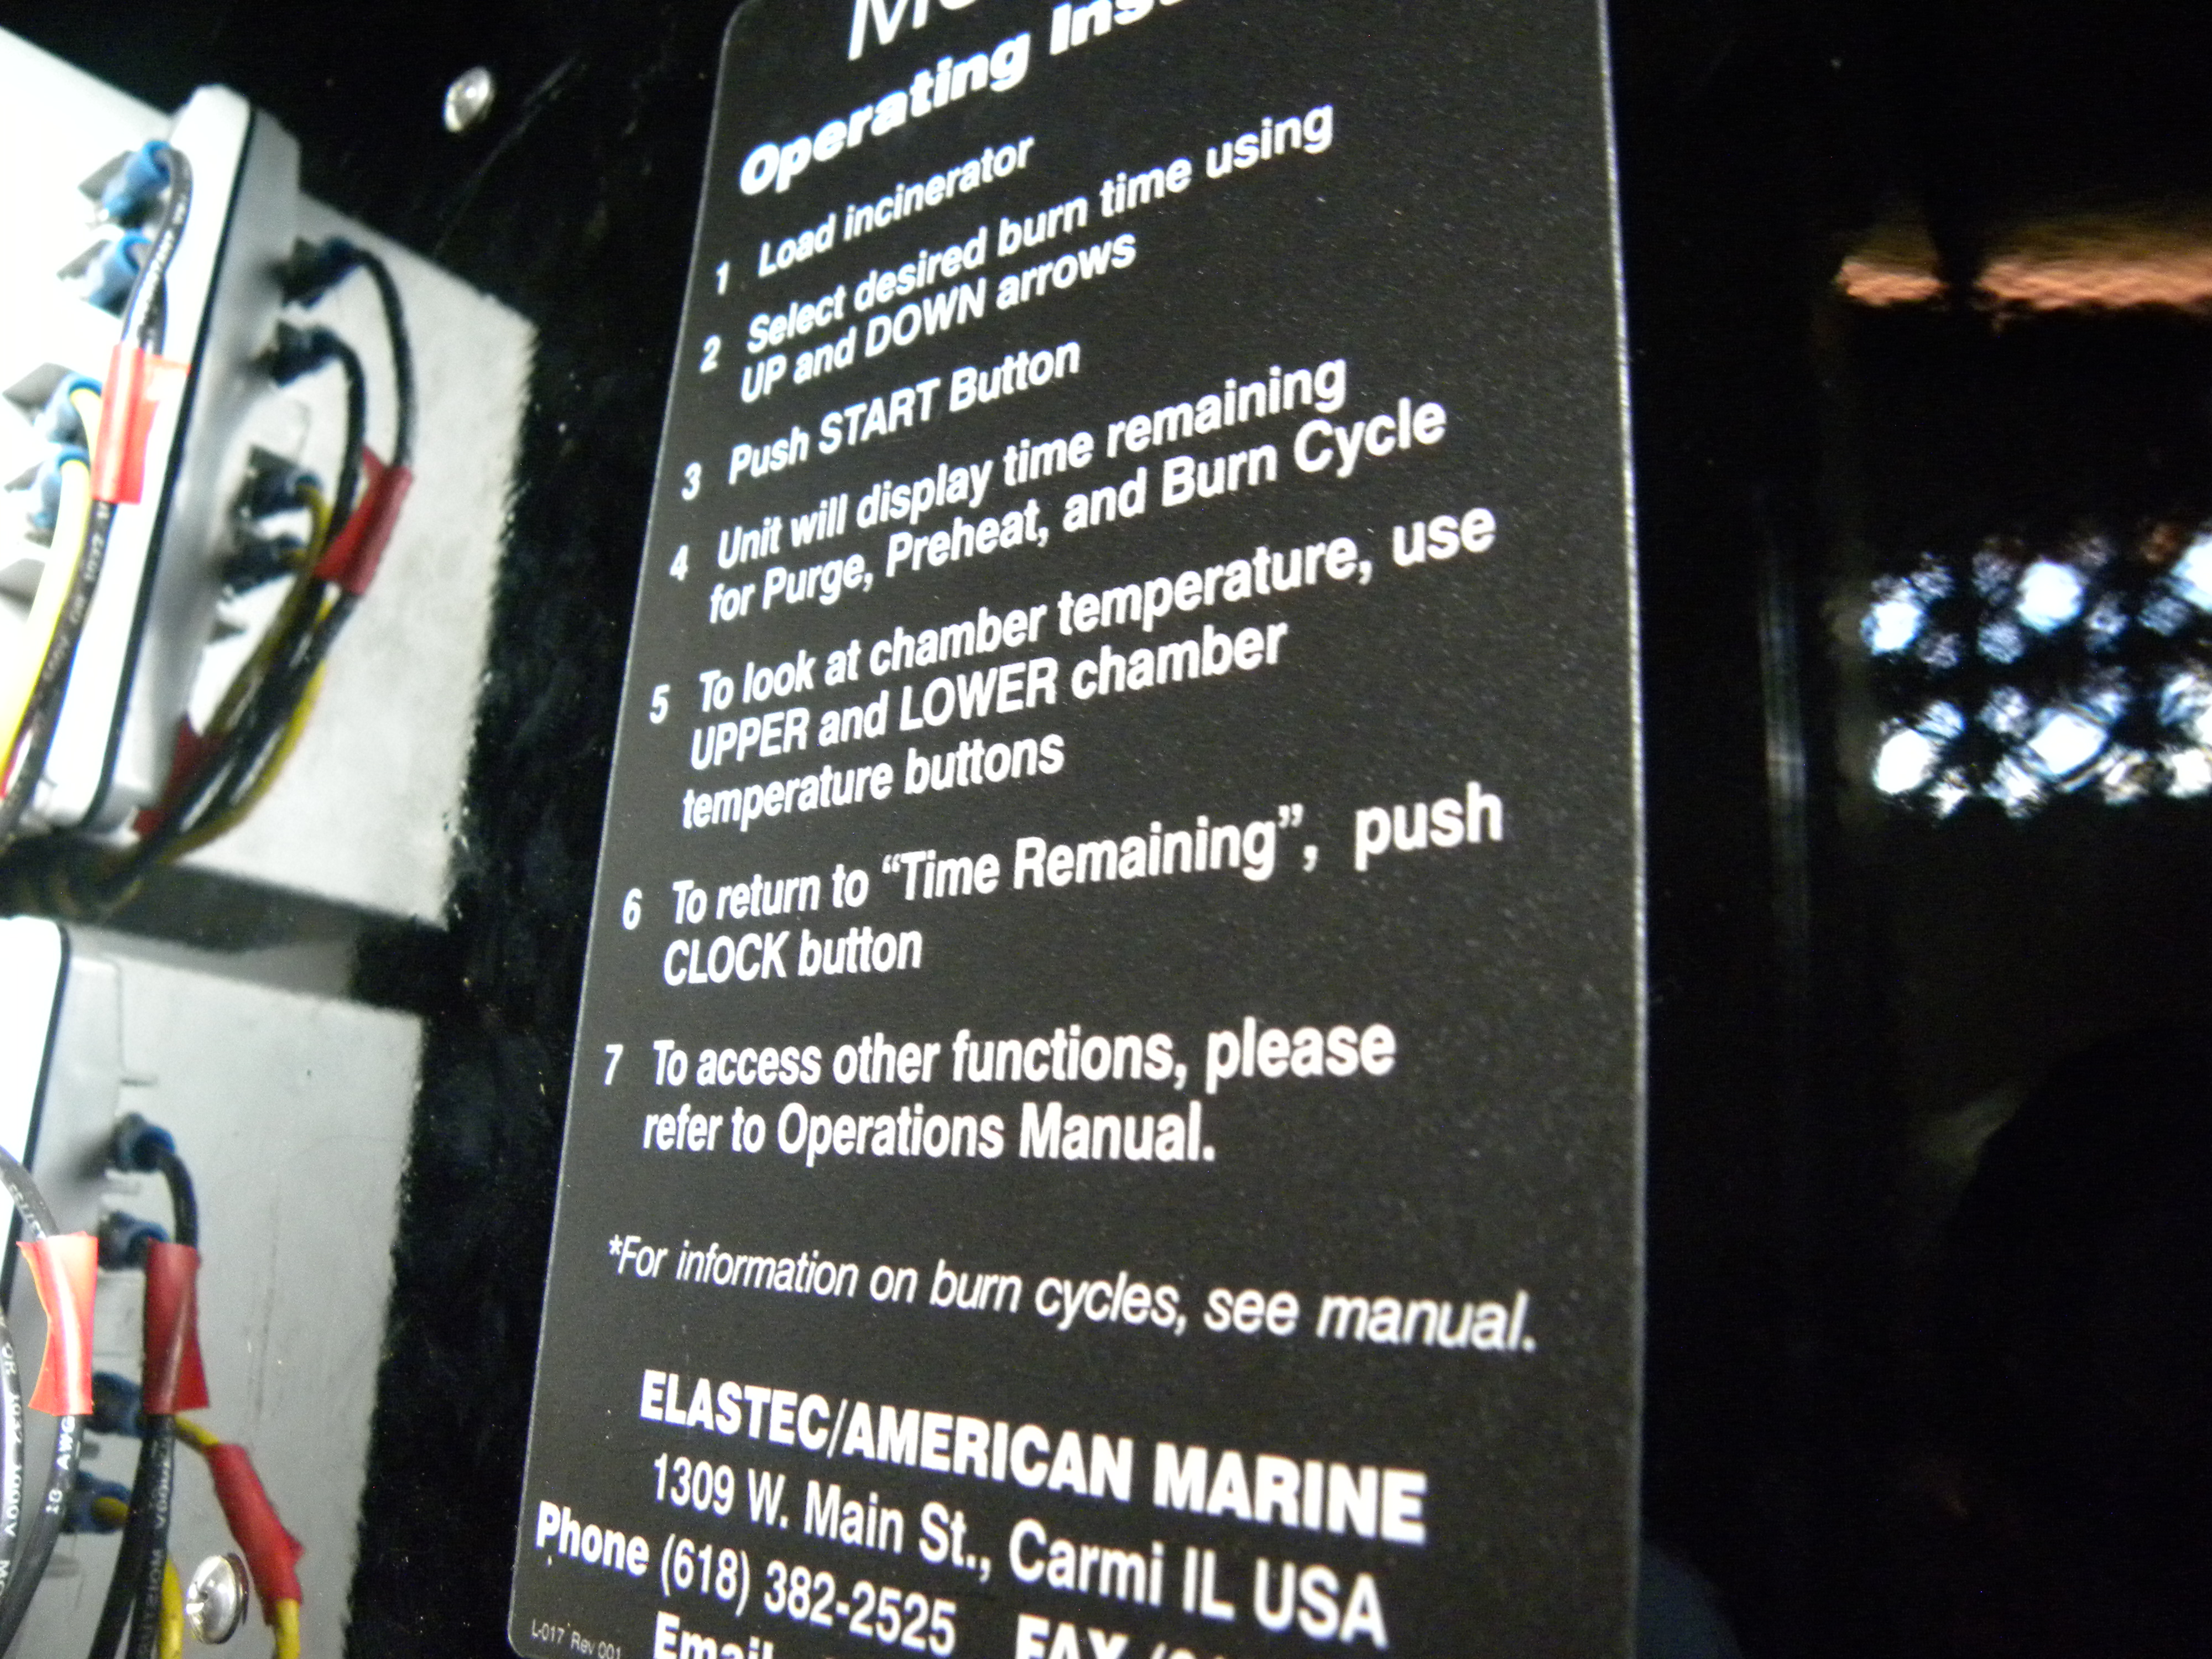 Operating
1 Load incinerator
2 Select desired burn time using
UP and DOWN arrows
3 Push START Button
4 Unit will display time remaining
for Purge, Preheat, and Burn Cycle
5 To look at chamber temperature, use
UPPER and LOWER chamber
temperature buttons
6 To return to “Time Remaining”, push
CLOCK button
7 To access other functions, please
refer to Operations Manual.
*For information on burn cycles, see manual.
ELASTEC/AMERICAN MARINE
1309 W. Main St., Carmi IL USA
Phone (618) 382-2525 FAX
Email
L-017 Rev 001